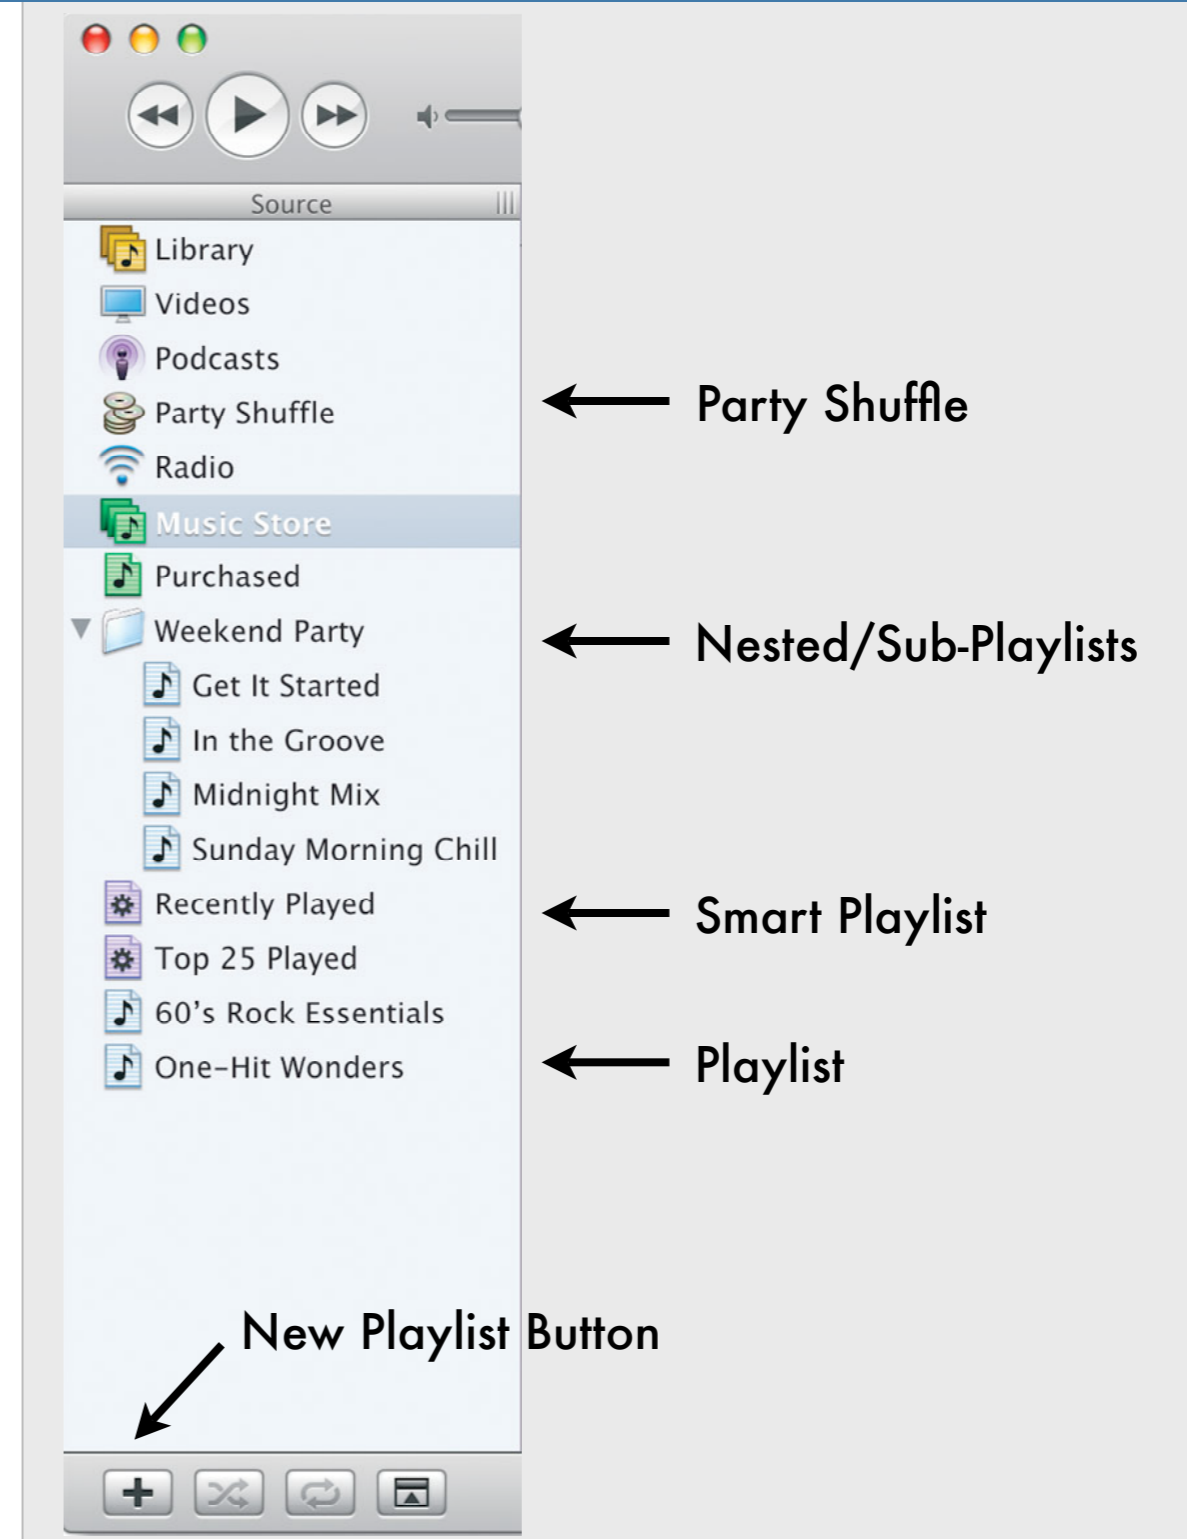 Source
Library
Videos
Podcasts
Party Shuffle
Party Shuffle
Radio
Music Store
Purchased
Weekend Party
Nested/Sub-Playlists
Get It Started
In the Groove
Midnight Mix
Sunday Morning Chill
Recently Played
Smart Playlist
Top 25 Played
60’s Rock Essentials
One-Hit Wonders
Playlist
New Playlist Button